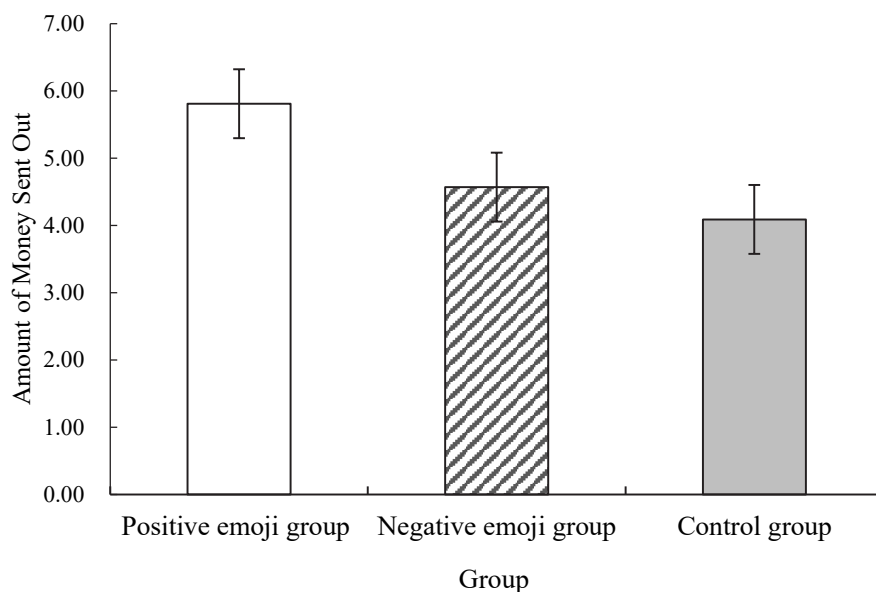 Amount of Money Sent Out
7.00
6.00
5.00
4.00
3.00
2.00
1.00
0.00
Positive emoji group Negative emoji group Control group
Group